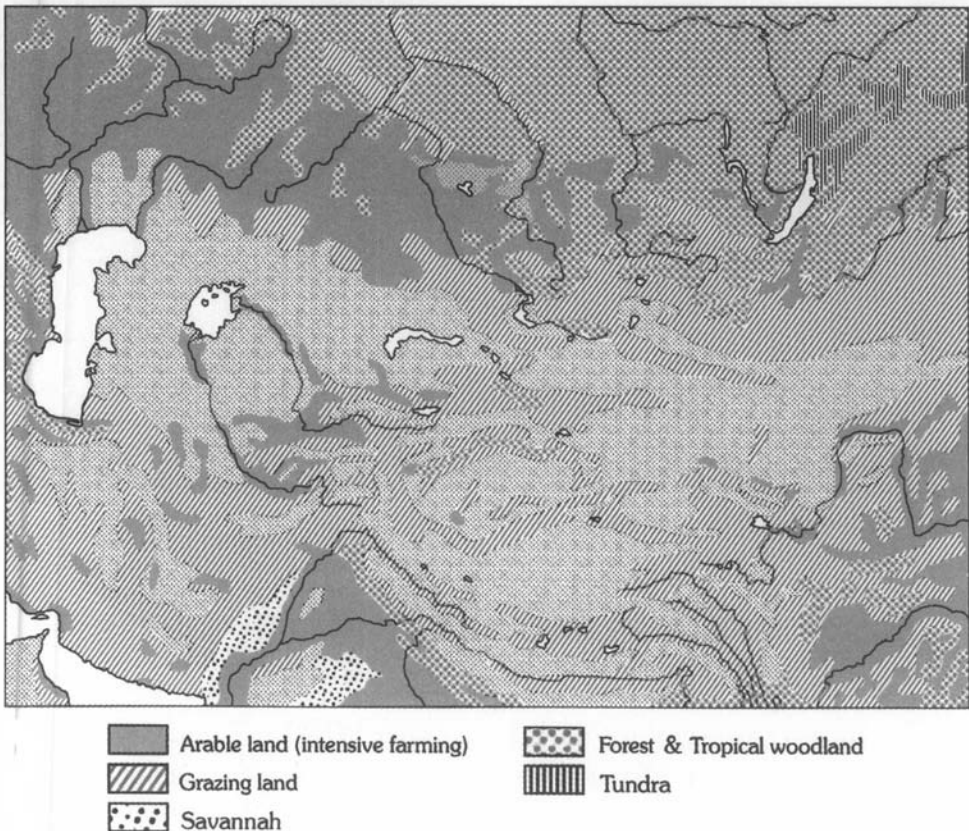 Arable land (intensive farming)
Grazing land
Savannah
Forest & Tropical woodland
Tundra